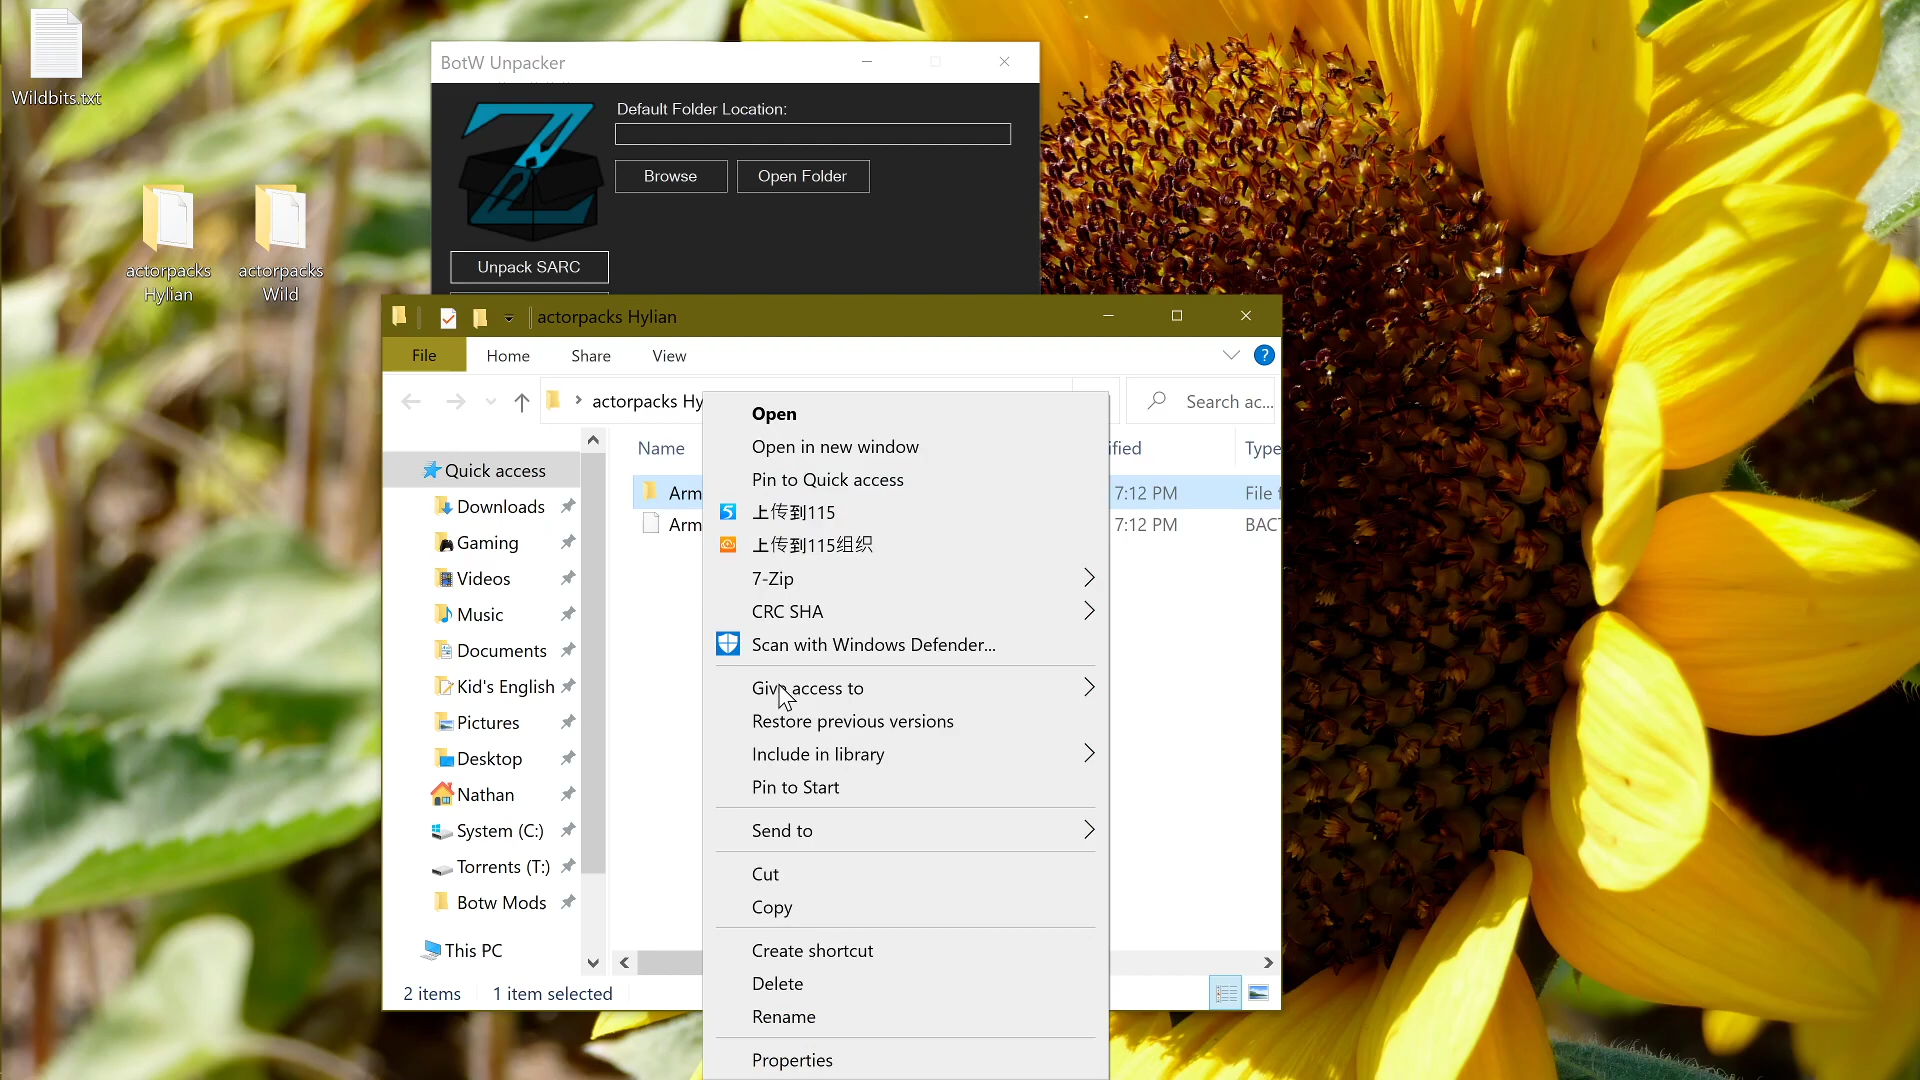 Wildbits.txt
actorpacks
Hylian
actorpacks
Wild
BotW Unpacker
Default Folder Location:
Browse
Open Folder
Unpack SARC
actorpacks Hylian
File
Home
Share
View
actorpacks Hy
Search ac...
Name
ified
Type
Quick access
Downloads
Gaming
Videos
Music
Documents
Kid's English
Pictures
Desktop
Nathan
System (C:)
Torrents (T:)
Botw Mods
This PC
Arm
7:12 PM
File f
Arm
7:12 PM
BACT
Open
Open in new window
Pin to Quick access
上传到115
上传到115组织
7-Zip
CRC SHA
Scan with Windows Defender...
Give access to
Restore previous versions
Include in library
Pin to Start
Send to
Cut
Copy
Create shortcut
Delete
Rename
Properties
2 items
1 item selected